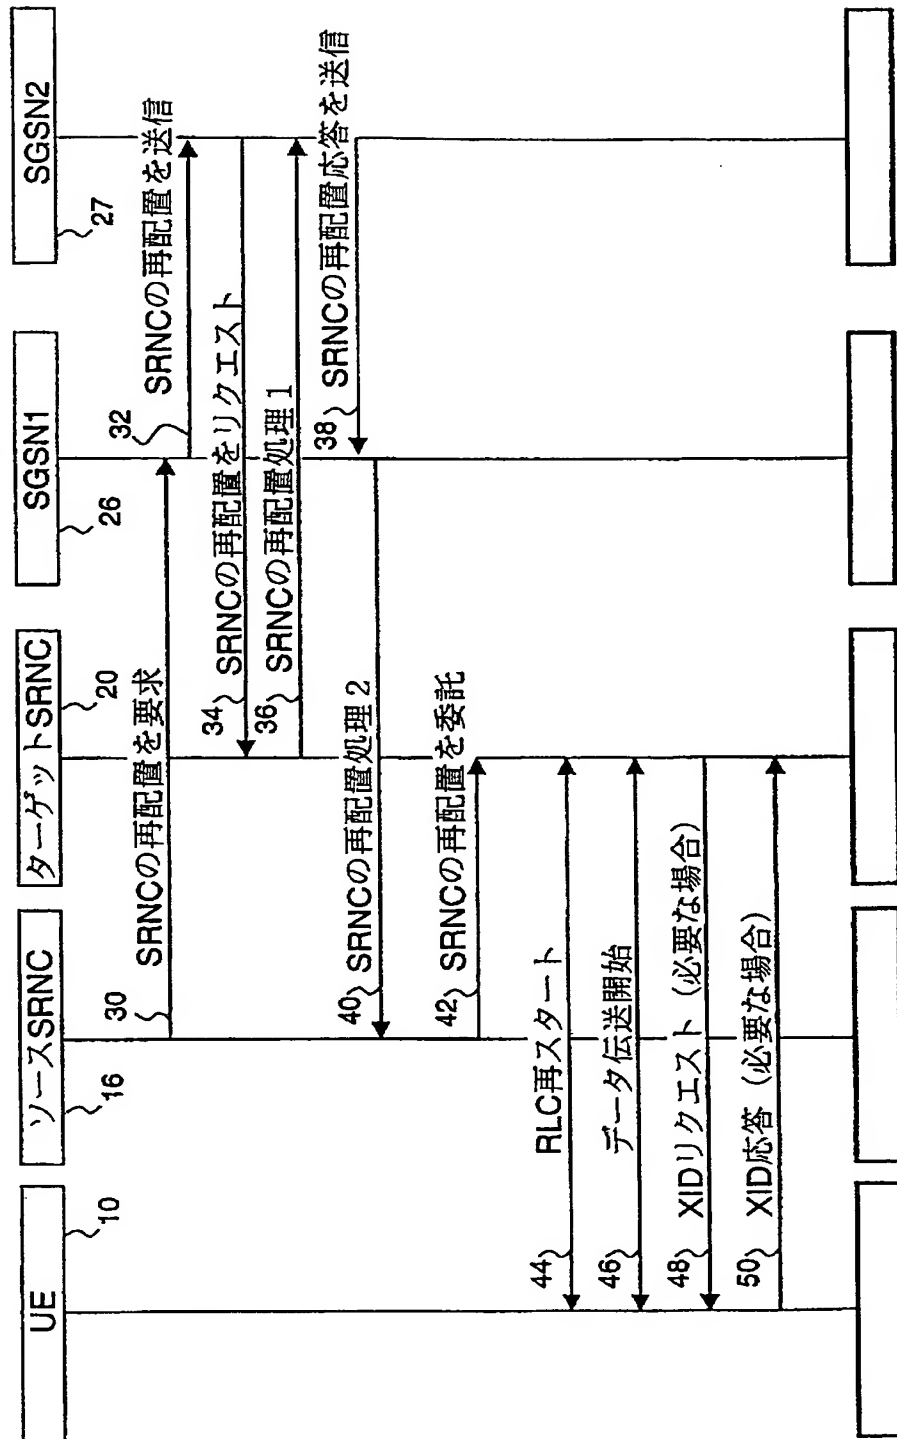 UE
10
ソースSRNC
16
ターゲットSRNC
20
SGSN1
26
SGSN2
27
30
SRNCの再配置を要求
32
SRNCの再配置を送信
34
SRNCの再配置をリクエスト
36
SRNCの再配置処理1
38
SRNCの再配置応答を送信
40
SRNCの再配置処理2
42
SRNCの再配置を委託
44
RLC再スタート
46
データ伝送開始
48
XIDリクエスト(必要な場合)
50
XID応答(必要な場合)